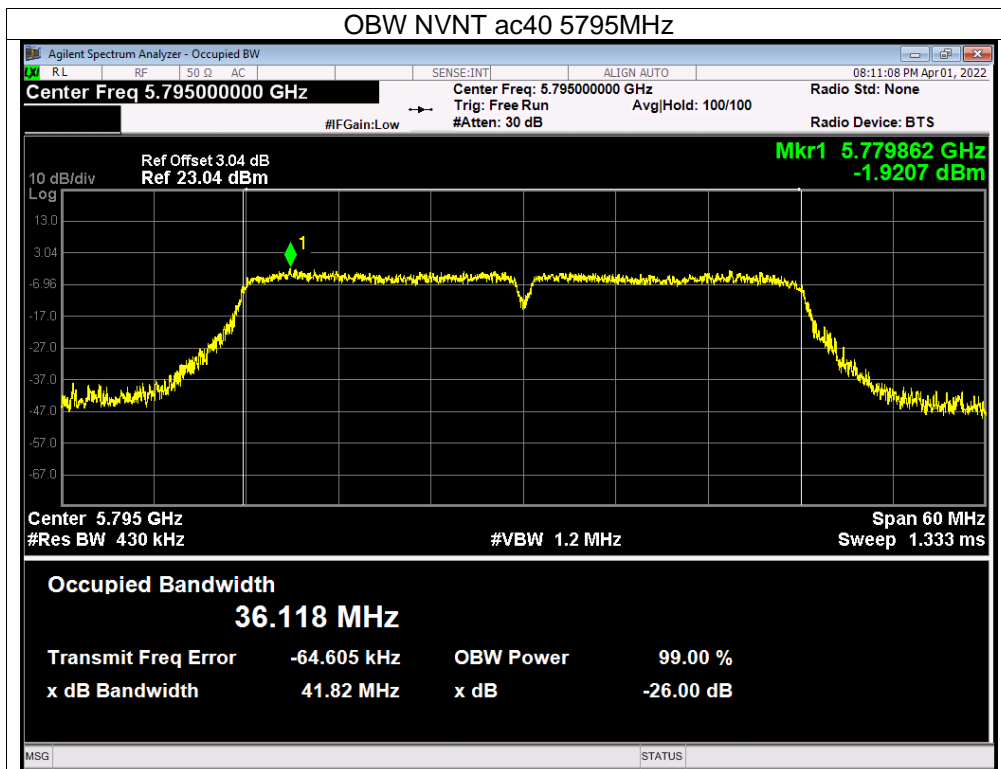 OBW NVNT ac40 5795MHz
Agilent Spectrum Analyzer - Occupied BW
LXI RL RF 50 Ω AC SENSE:INT ALIGN AUTO 08:11:08 PM Apr 01, 2022
Center Freq 5.795000000 GHz Center Freq: 5.795000000 GHz Radio Std: None
Trig: Free Run Avg|Hold: 100/100
#IFGain:Low #Atten: 30 dB Radio Device: BTS
Mkr1 5.779862 GHz
-1.9207 dBm
Ref Offset 3.04 dB
10 dB/div Ref 23.04 dBm
Log
13.0
1
3.04
-6.96
-17.0
-27.0
-37.0
-47.0
-57.0
-67.0
Center 5.795 GHz Span 60 MHz
#Res BW 430 kHz #VBW 1.2 MHz Sweep 1.333 ms
Occupied Bandwidth
36.118 MHz
Transmit Freq Error -64.605 kHz OBW Power 99.00 %
x dB Bandwidth 41.82 MHz x dB -26.00 dB
MSG STATUS